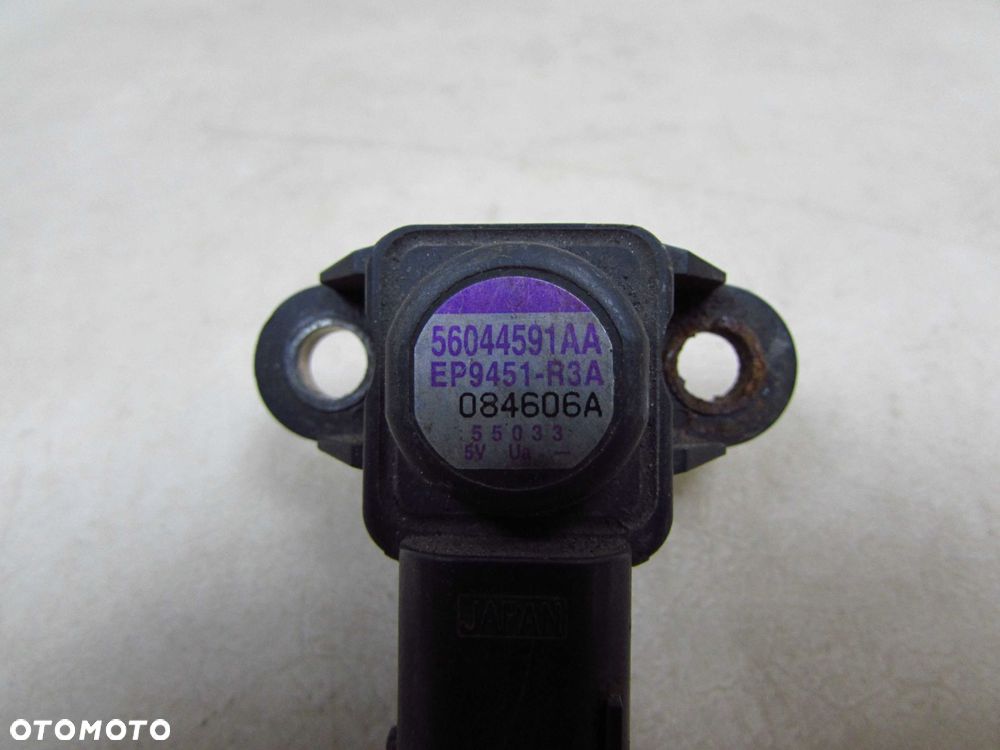 56044591AA
EP9451-R3A
084606A
55033
5V Ua –
JAPAN
OTOMOTO